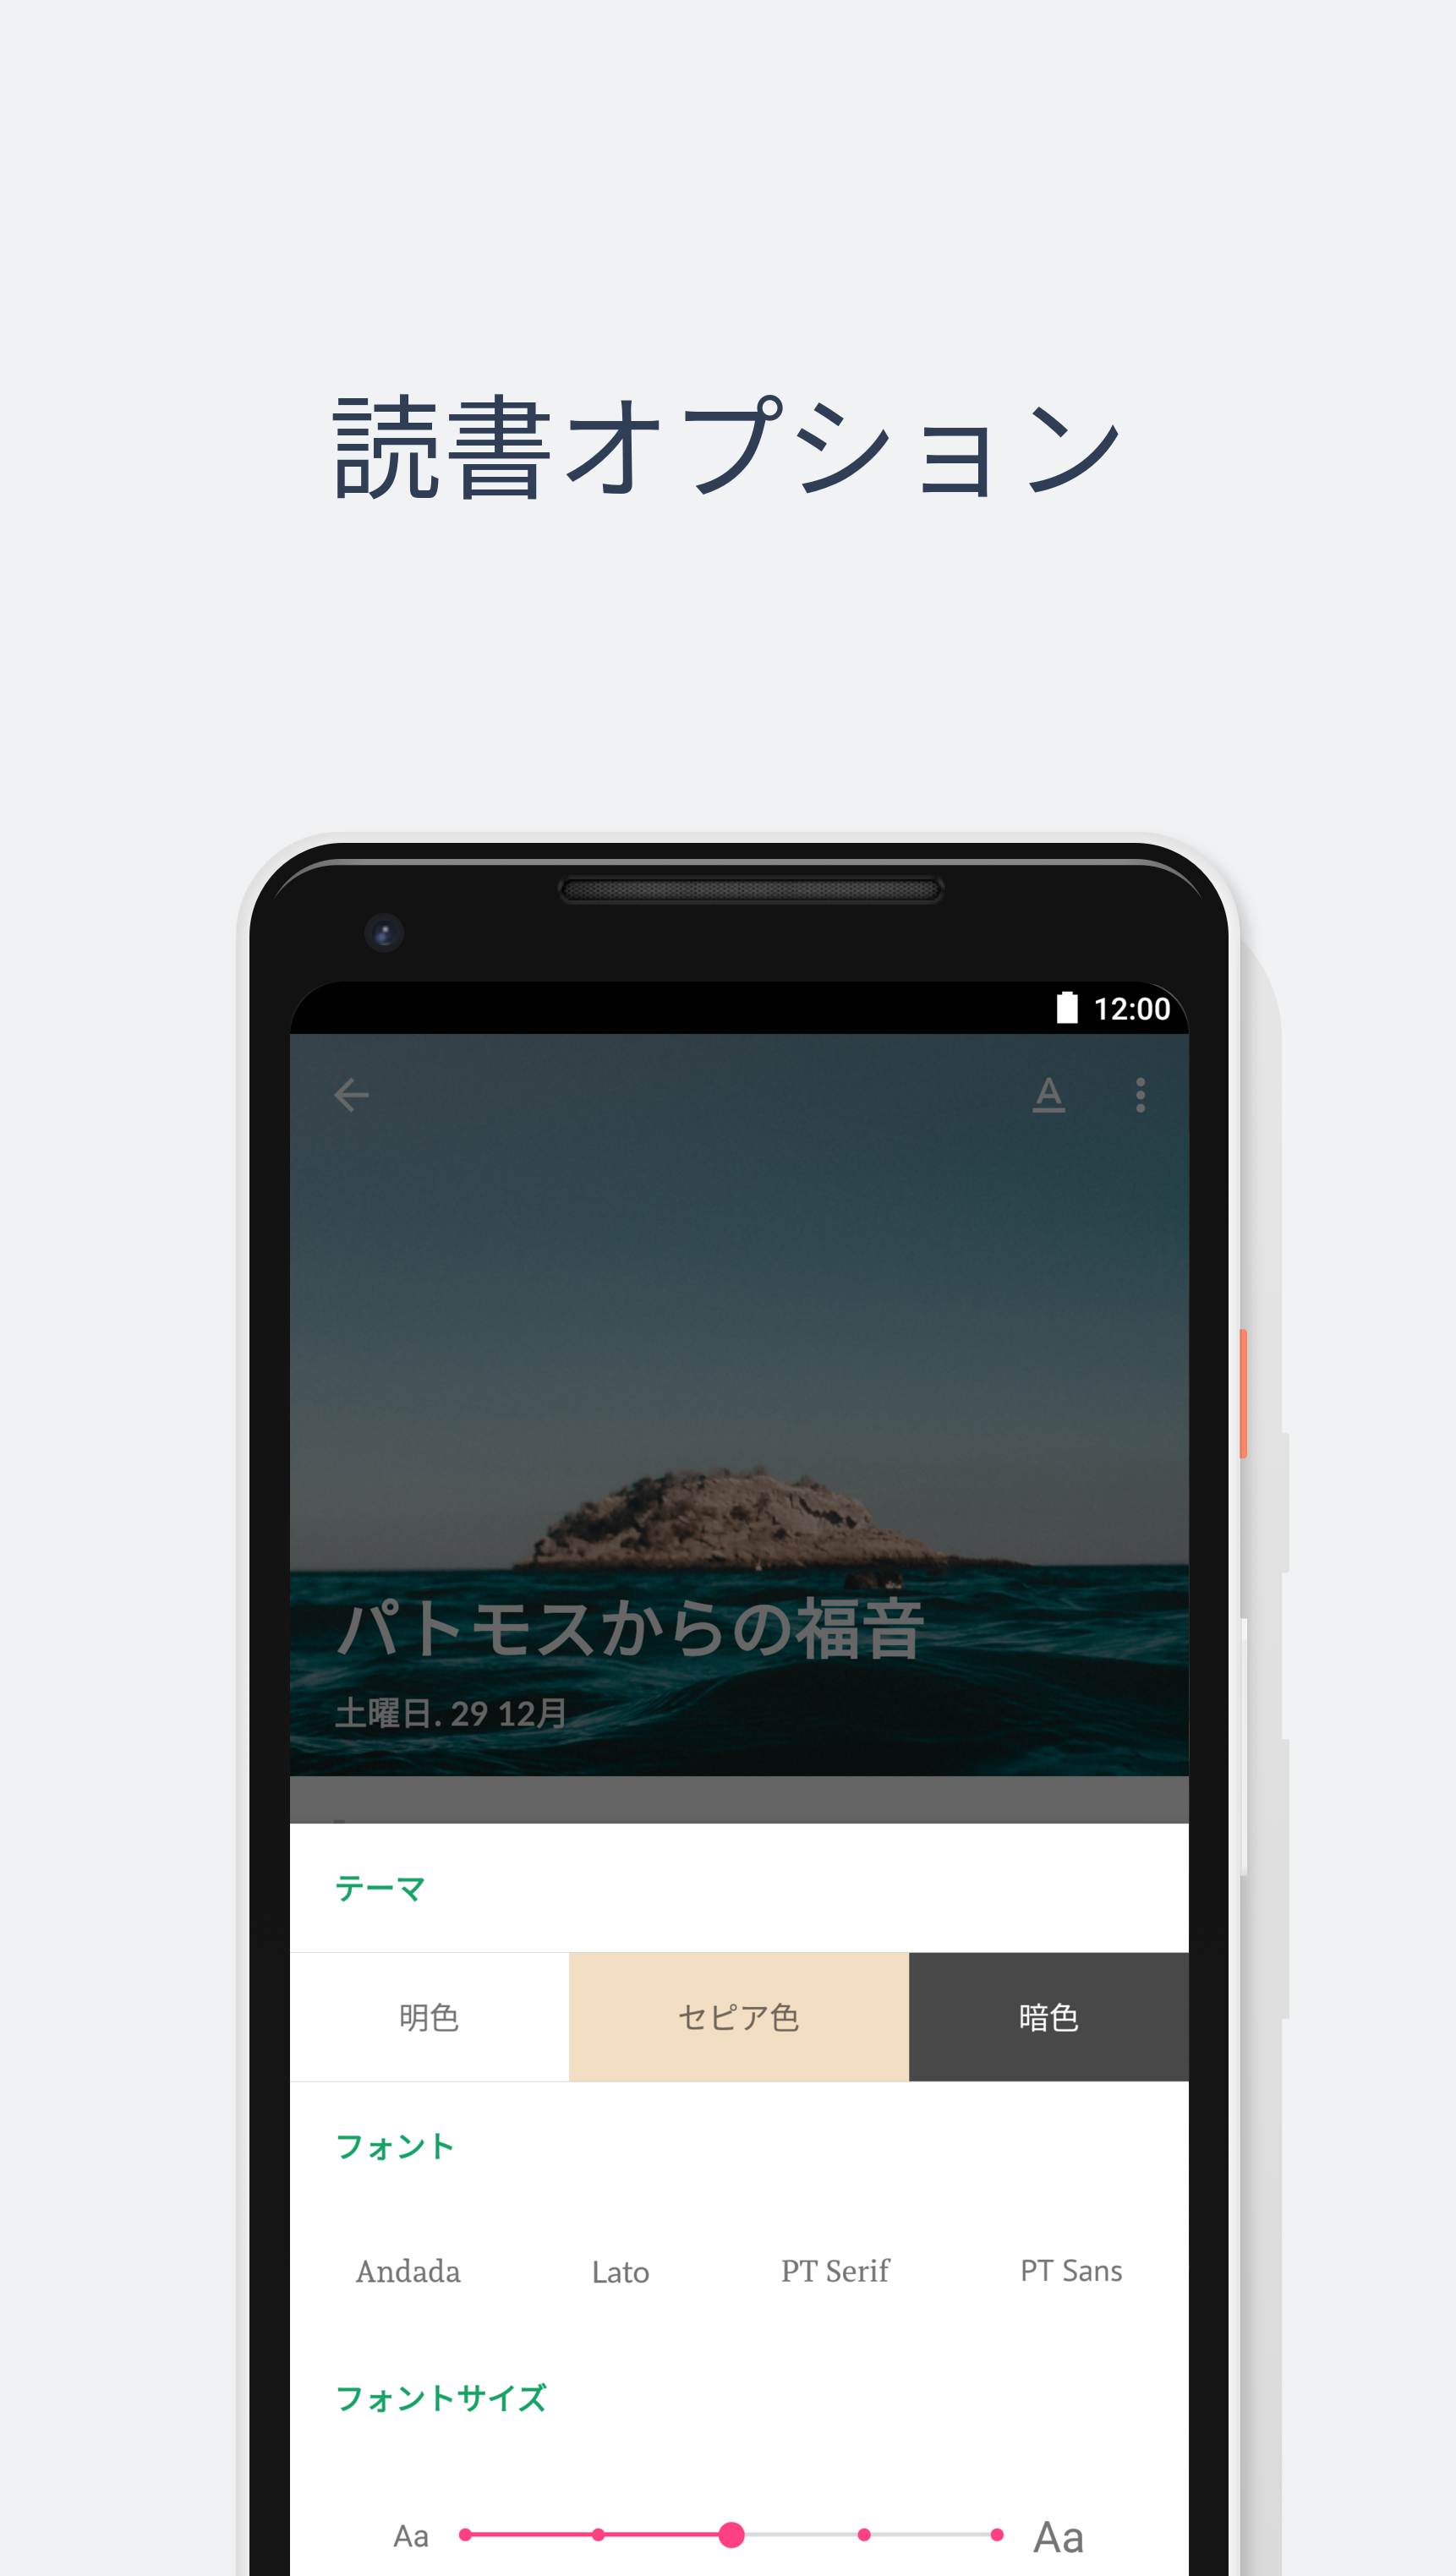 読書オプション
12:00
A
パトモスからの福音
土曜日. 29 12月
テーマ
明色 セピア色 暗色
フォント
Andada Lato PT Serif PT Sans
フォントサイズ
Aa Aa